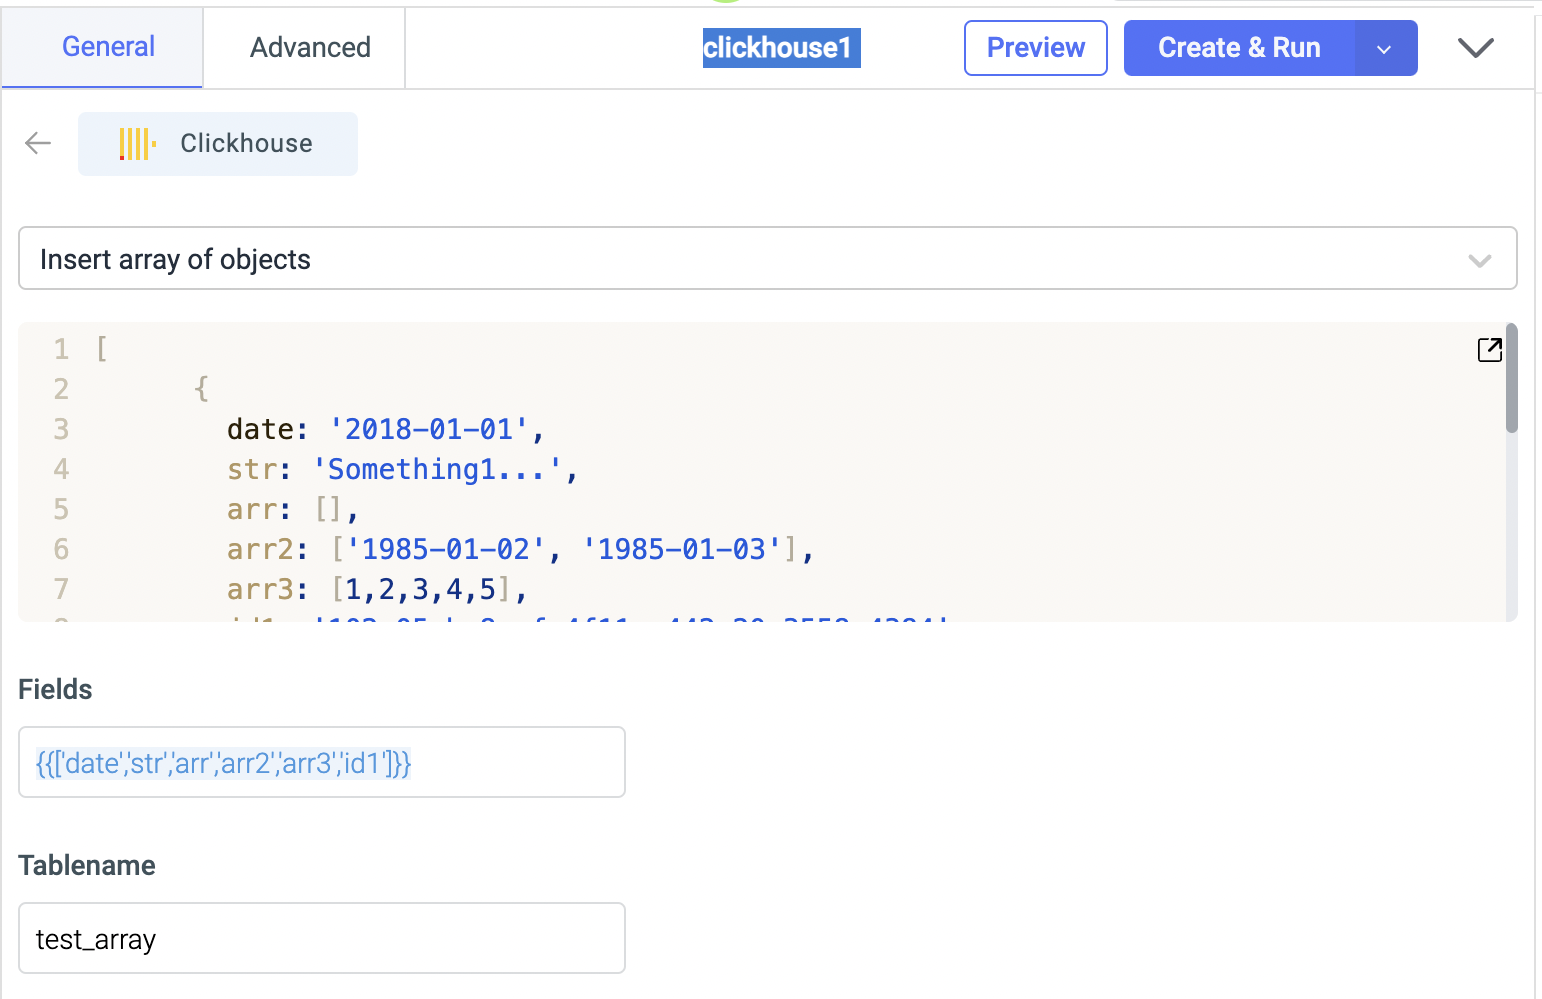 General
Advanced
clickhouse1
Preview
Create & Run
Clickhouse
Insert array of objects
1 [
2 {
3 date: '2018-01-01',
4 str: 'Something1...',
5 arr: [],
6 arr2: ['1985-01-02', '1985-01-03'],
7 arr3: [1,2,3,4,5],
Fields
{{['date','str','arr','arr2','arr3','id1']}}
Tablename
test_array